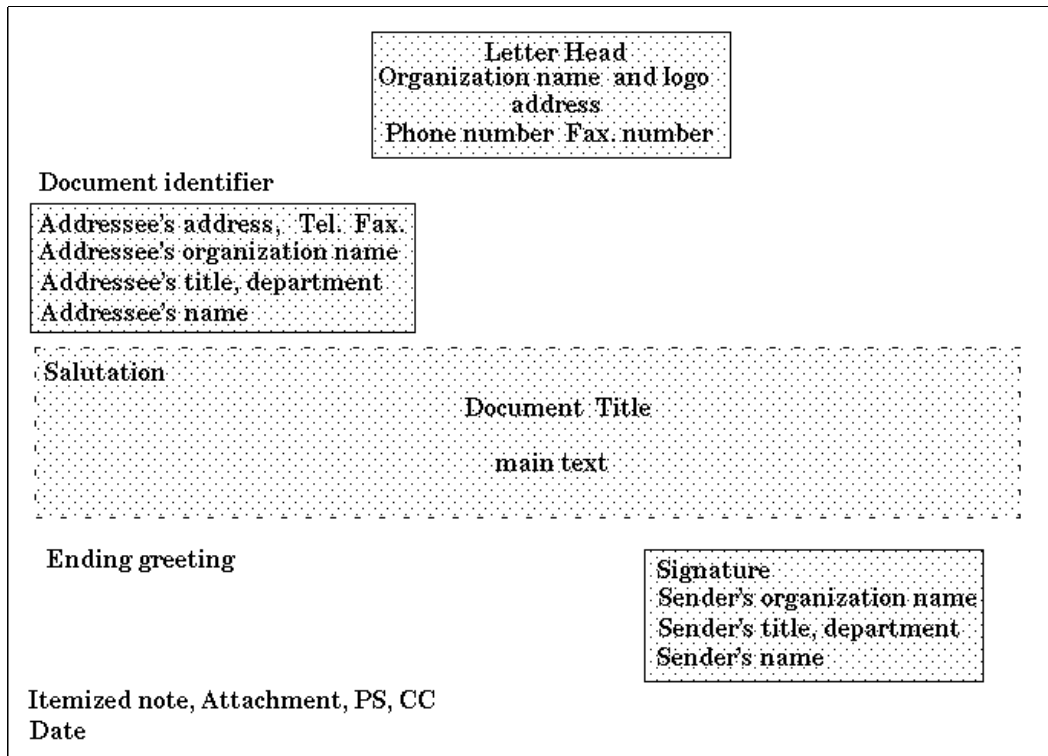 Letter Head
Organization name and logo
address
Phone number Fax. number
Document identifier
Addressee's address, Tel. Fax.
Addressee's organization name
Addressee's title, department
Addressee's name
Salutation
Document Title
main text
Ending greeting
Signature
Sender's organization name
Sender's title, department
Sender's name
Itemized note, Attachment, PS, CC
Date